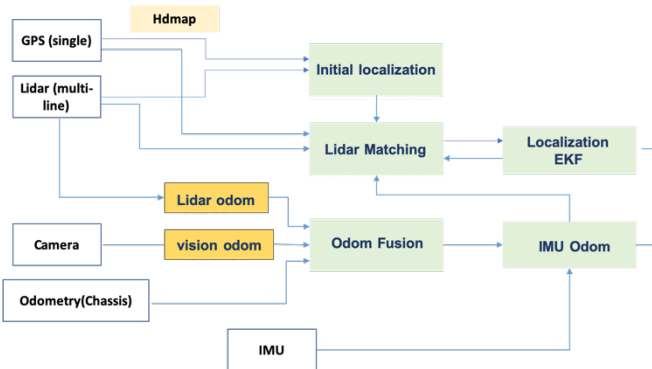 Hdmap
GPS (single)
Lidar (multi-
line)
Initial localization
Lidar Matching
Localization
EKF
Lidar odom
Camera
vision odom
Odom Fusion
IMU Odom
Odometry(Chassis)
IMU